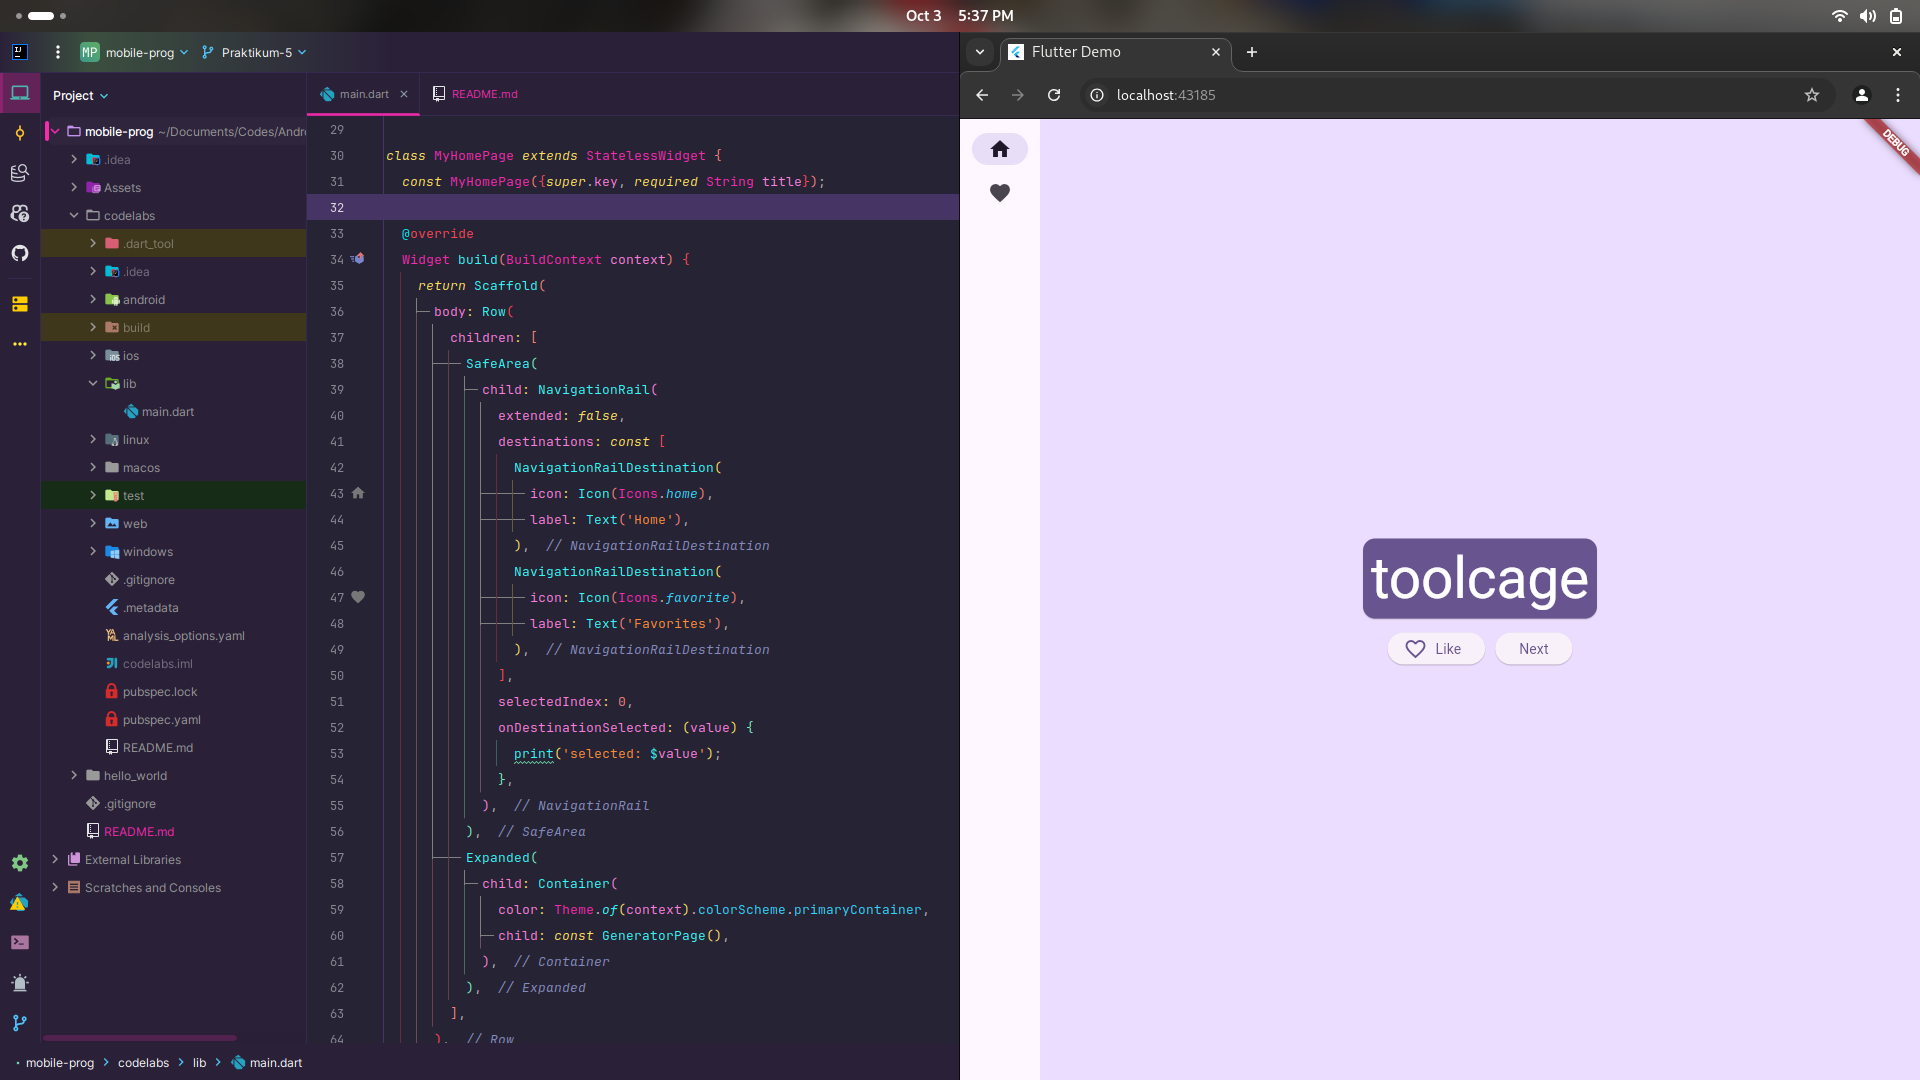 Oct 3 5:37 PM
IJ
MP mobile-prog Praktikum-5
Project
mobile-prog ~/Documents/Codes/Andr
.idea
Assets
codelabs
.dart_tool
.idea
android
build
ios
lib
main.dart
linux
macos
test
web
windows
.gitignore
.metadata
analysis_options.yaml
codelabs.iml
pubspec.lock
pubspec.yaml
README.md
hello_world
.gitignore
README.md
External Libraries
Scratches and Consoles
main.dart README.md
29
30 class MyHomePage extends StatelessWidget {
31 const MyHomePage({super.key, required String title});
32
33 @override
34 Widget build(BuildContext context) {
35 return Scaffold(
36 body: Row(
37 children: [
38 SafeArea(
39 child: NavigationRail(
40 extended: false,
41 destinations: const [
42 NavigationRailDestination(
43 icon: Icon(Icons.home),
44 label: Text('Home'),
45 ), // NavigationRailDestination
46 NavigationRailDestination(
47 icon: Icon(Icons.favorite),
48 label: Text('Favorites'),
49 ), // NavigationRailDestination
50 ],
51 selectedIndex: 0,
52 onDestinationSelected: (value) {
53 print('selected: $value');
54 },
55 ), // NavigationRail
56 ), // SafeArea
57 Expanded(
58 child: Container(
59 color: Theme.of(context).colorScheme.primaryContainer,
60 child: const GeneratorPage(),
61 ), // Container
62 ), // Expanded
63 ],
64 ), // Row
mobile-prog codelabs lib main.dart
Flutter Demo
localhost:43185
DEBUG
toolcage
Like Next